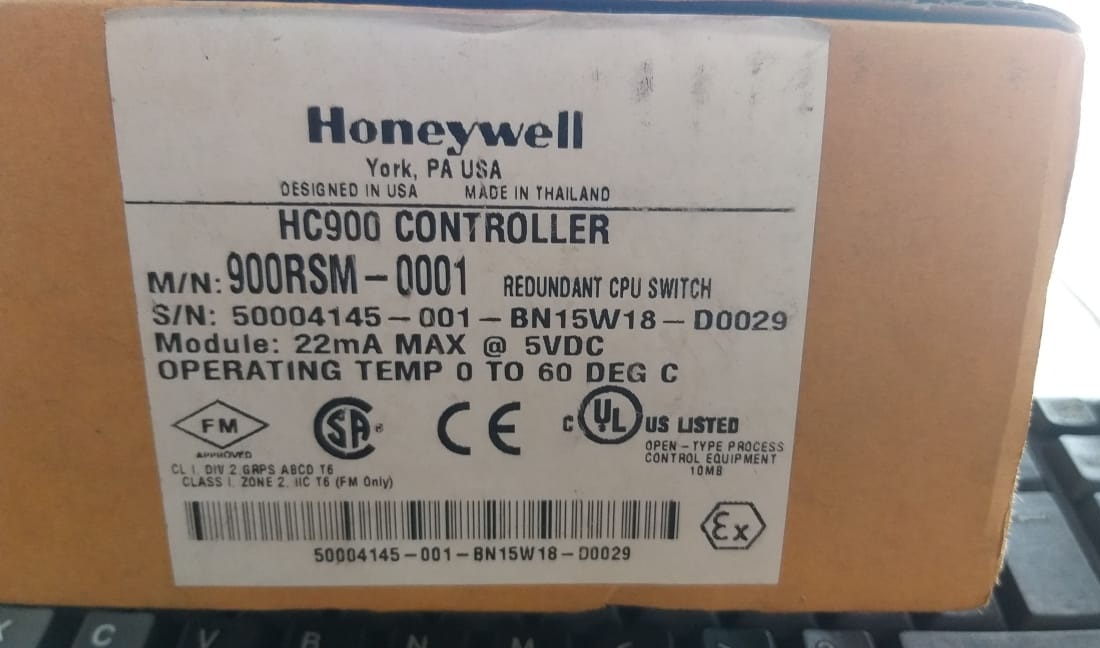 Honeywell
York, PA USA
DESIGNED IN USA MADE IN THAILAND
HC900 CONTROLLER
M/N: 900RSM-0001 REDUNDANT CPU SWITCH
S/N: 50004145-001-BN15W18-D0029
Module: 22mA MAX @ 5VDC
OPERATING TEMP 0 TO 60 DEG C
FM
APPROVED
SA®
CE
C UL US LISTED
OPEN-TYPE PROCESS
CONTROL EQUIPMENT
10MB
CL I. DIV 2.GRPS ABCD T6
CLASS I. ZONE 2. IIC T6 (FM Only)
Ex
50004145-001-BN15W18-D0029
C V B N M